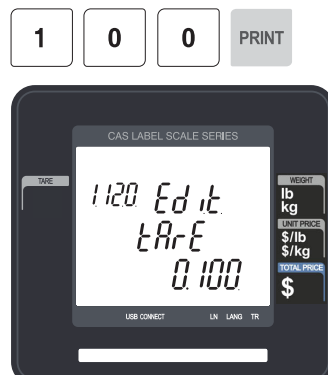 1 0 0 PRINT
CAS LABEL SCALE SERIES
TARE
1120 Edit
tArE
0.100
WEIGHT
lb
kg
UNIT PRICE
$/lb
$/kg
TOTAL PRICE
$
USB CONNECT LN LANG TR